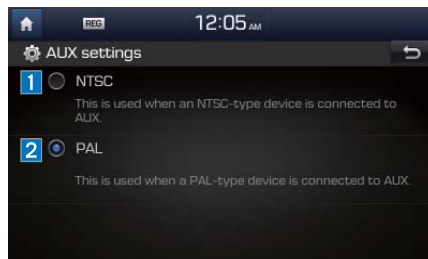 REG
12:05 AM
AUX settings
1 NTSC
This is used when an NTSC-type device is connected to
AUX.
2 PAL
This is used when a PAL-type device is connected to AUX.